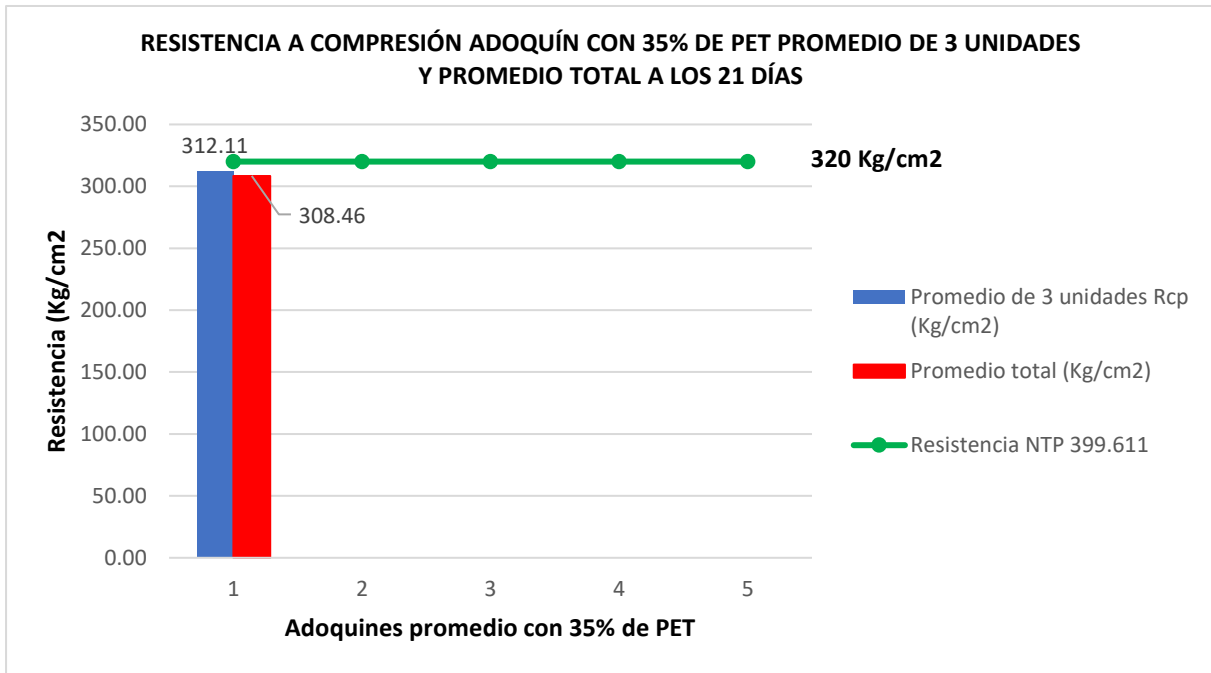 RESISTENCIA A COMPRESIÓN ADOQUÍN CON 35% DE PET PROMEDIO DE 3 UNIDADES
Y PROMEDIO TOTAL A LOS 21 DÍAS
350.00
300.00
250.00
200.00
150.00
100.00
50.00
0.00
Resistencia (Kg/cm2
312.11
308.46
320 Kg/cm2
1
2
3
4
5
Adoquines promedio con 35% de PET
Promedio de 3 unidades Rcp
(Kg/cm2)
Promedio total (Kg/cm2)
Resistencia NTP 399.611